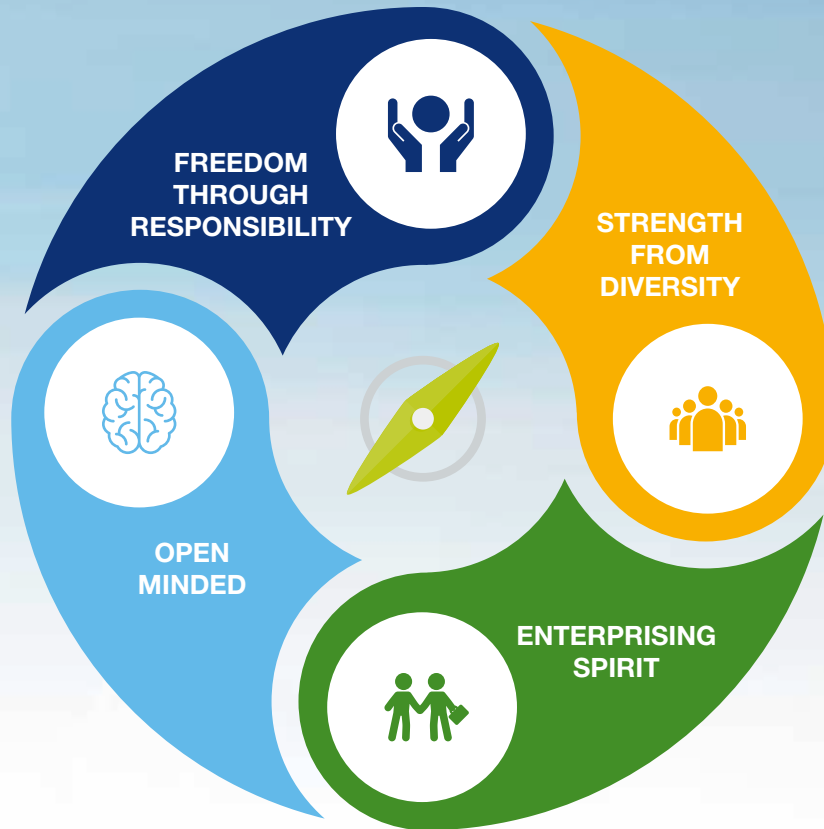 FREEDOM
THROUGH
RESPONSIBILITY
STRENGTH
FROM
DIVERSITY
OPEN
MINDED
ENTERPRISING
SPIRIT